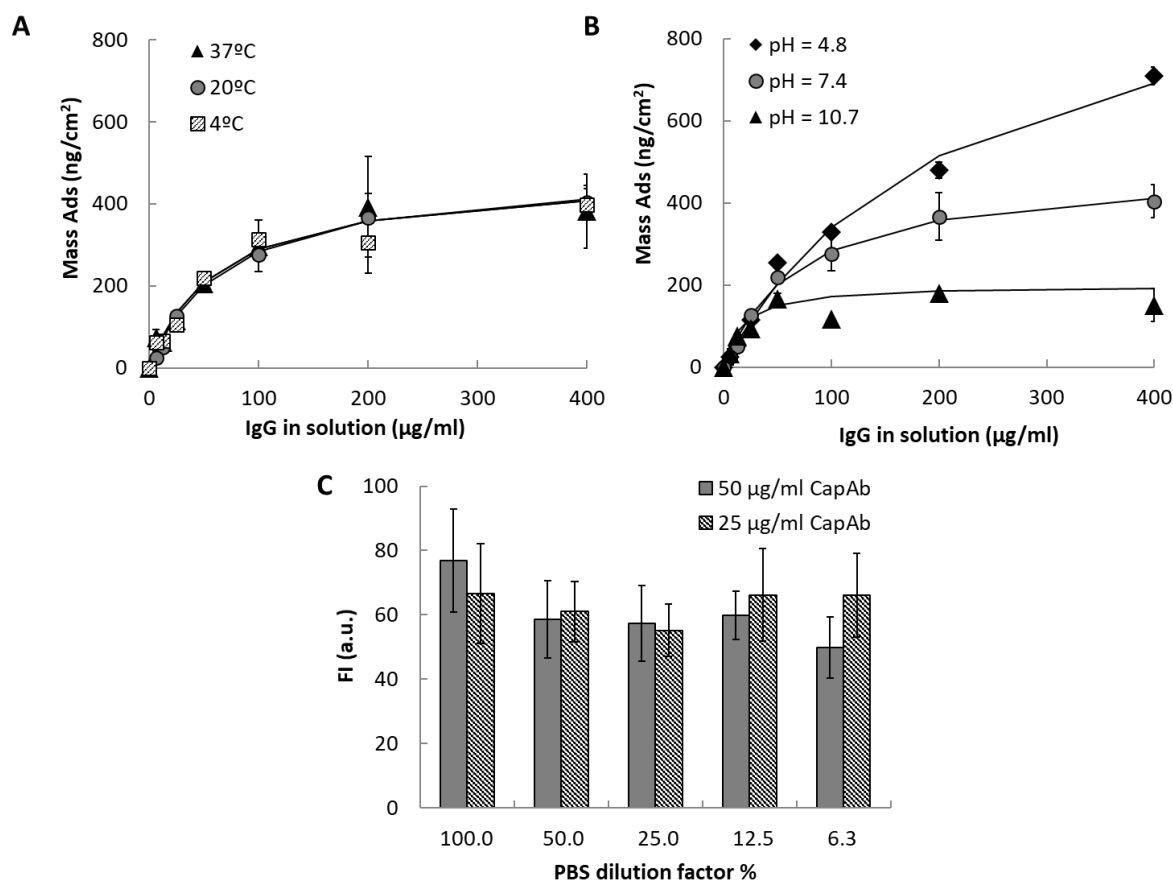 A
800
600
400
200
0
Mass Ads (ng/cm²)
37ºC
20ºC
4ºC
0 100 200 300 400
IgG in solution (µg/ml)
B
800
600
400
200
0
Mass Ads (ng/cm²)
pH = 4.8
pH = 7.4
pH = 10.7
0 100 200 300 400
IgG in solution (µg/ml)
C
100
80
60
40
20
0
FI (a.u.)
50 µg/ml CapAb
25 µg/ml CapAb
100.0 50.0 25.0 12.5 6.3
PBS dilution factor %